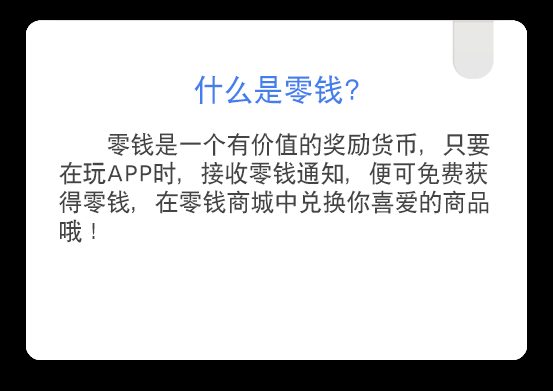 什么是零钱?
零钱是一个有价值的奖励货币，只要
在玩APP时，接收零钱通知，便可免费获
得零钱，在零钱商城中兑换你喜爱的商品
哦！